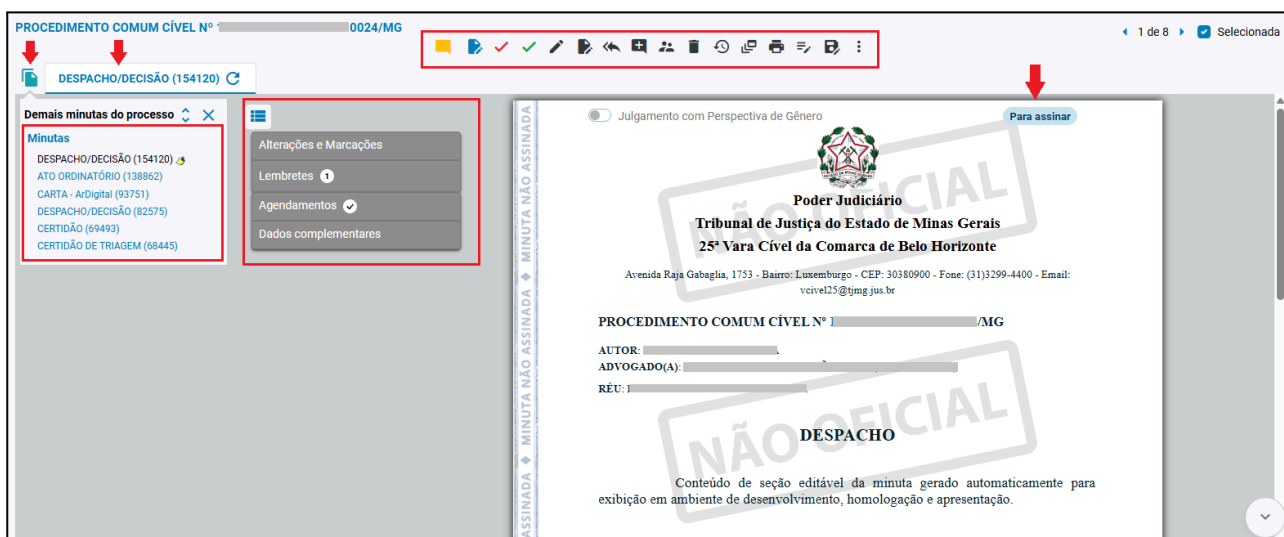 PROCEDIMENTO COMUM CÍVEL Nº 0024/MG
1 de 8 Selecionada
DESPACHO/DECISÃO (154120)
Demais minutas do processo
Minutas
DESPACHO/DECISÃO (154120)
ATO ORDINATÓRIO (138862)
CARTA - ArDigital (93751)
DESPACHO/DECISÃO (82575)
CERTIDÃO (69493)
CERTIDÃO DE TRIAGEM (68445)
Alterações e Marcações
Lembretes 1
Agendamentos
Dados complementares
ASSINADA ◆ MINUTA NÃO ASSINADA ◆ MINUTA NÃO ASSINADA
Julgamento com Perspectiva de Gênero
Para assinar
NÃO OFICIAL
Poder Judiciário
Tribunal de Justiça do Estado de Minas Gerais
25ª Vara Cível da Comarca de Belo Horizonte
Avenida Raja Gabaglia, 1753 - Bairro: Luxemburgo - CEP: 30380900 - Fone: (31)3299-4400 - Email:
vcivel25@tjmg.jus.br
PROCEDIMENTO COMUM CÍVEL Nº /MG
AUTOR:
ADVOGADO(A):
RÉU:
NÃO OFICIAL
DESPACHO
Conteúdo de seção editável da minuta gerado automaticamente para
exibição em ambiente de desenvolvimento, homologação e apresentação.